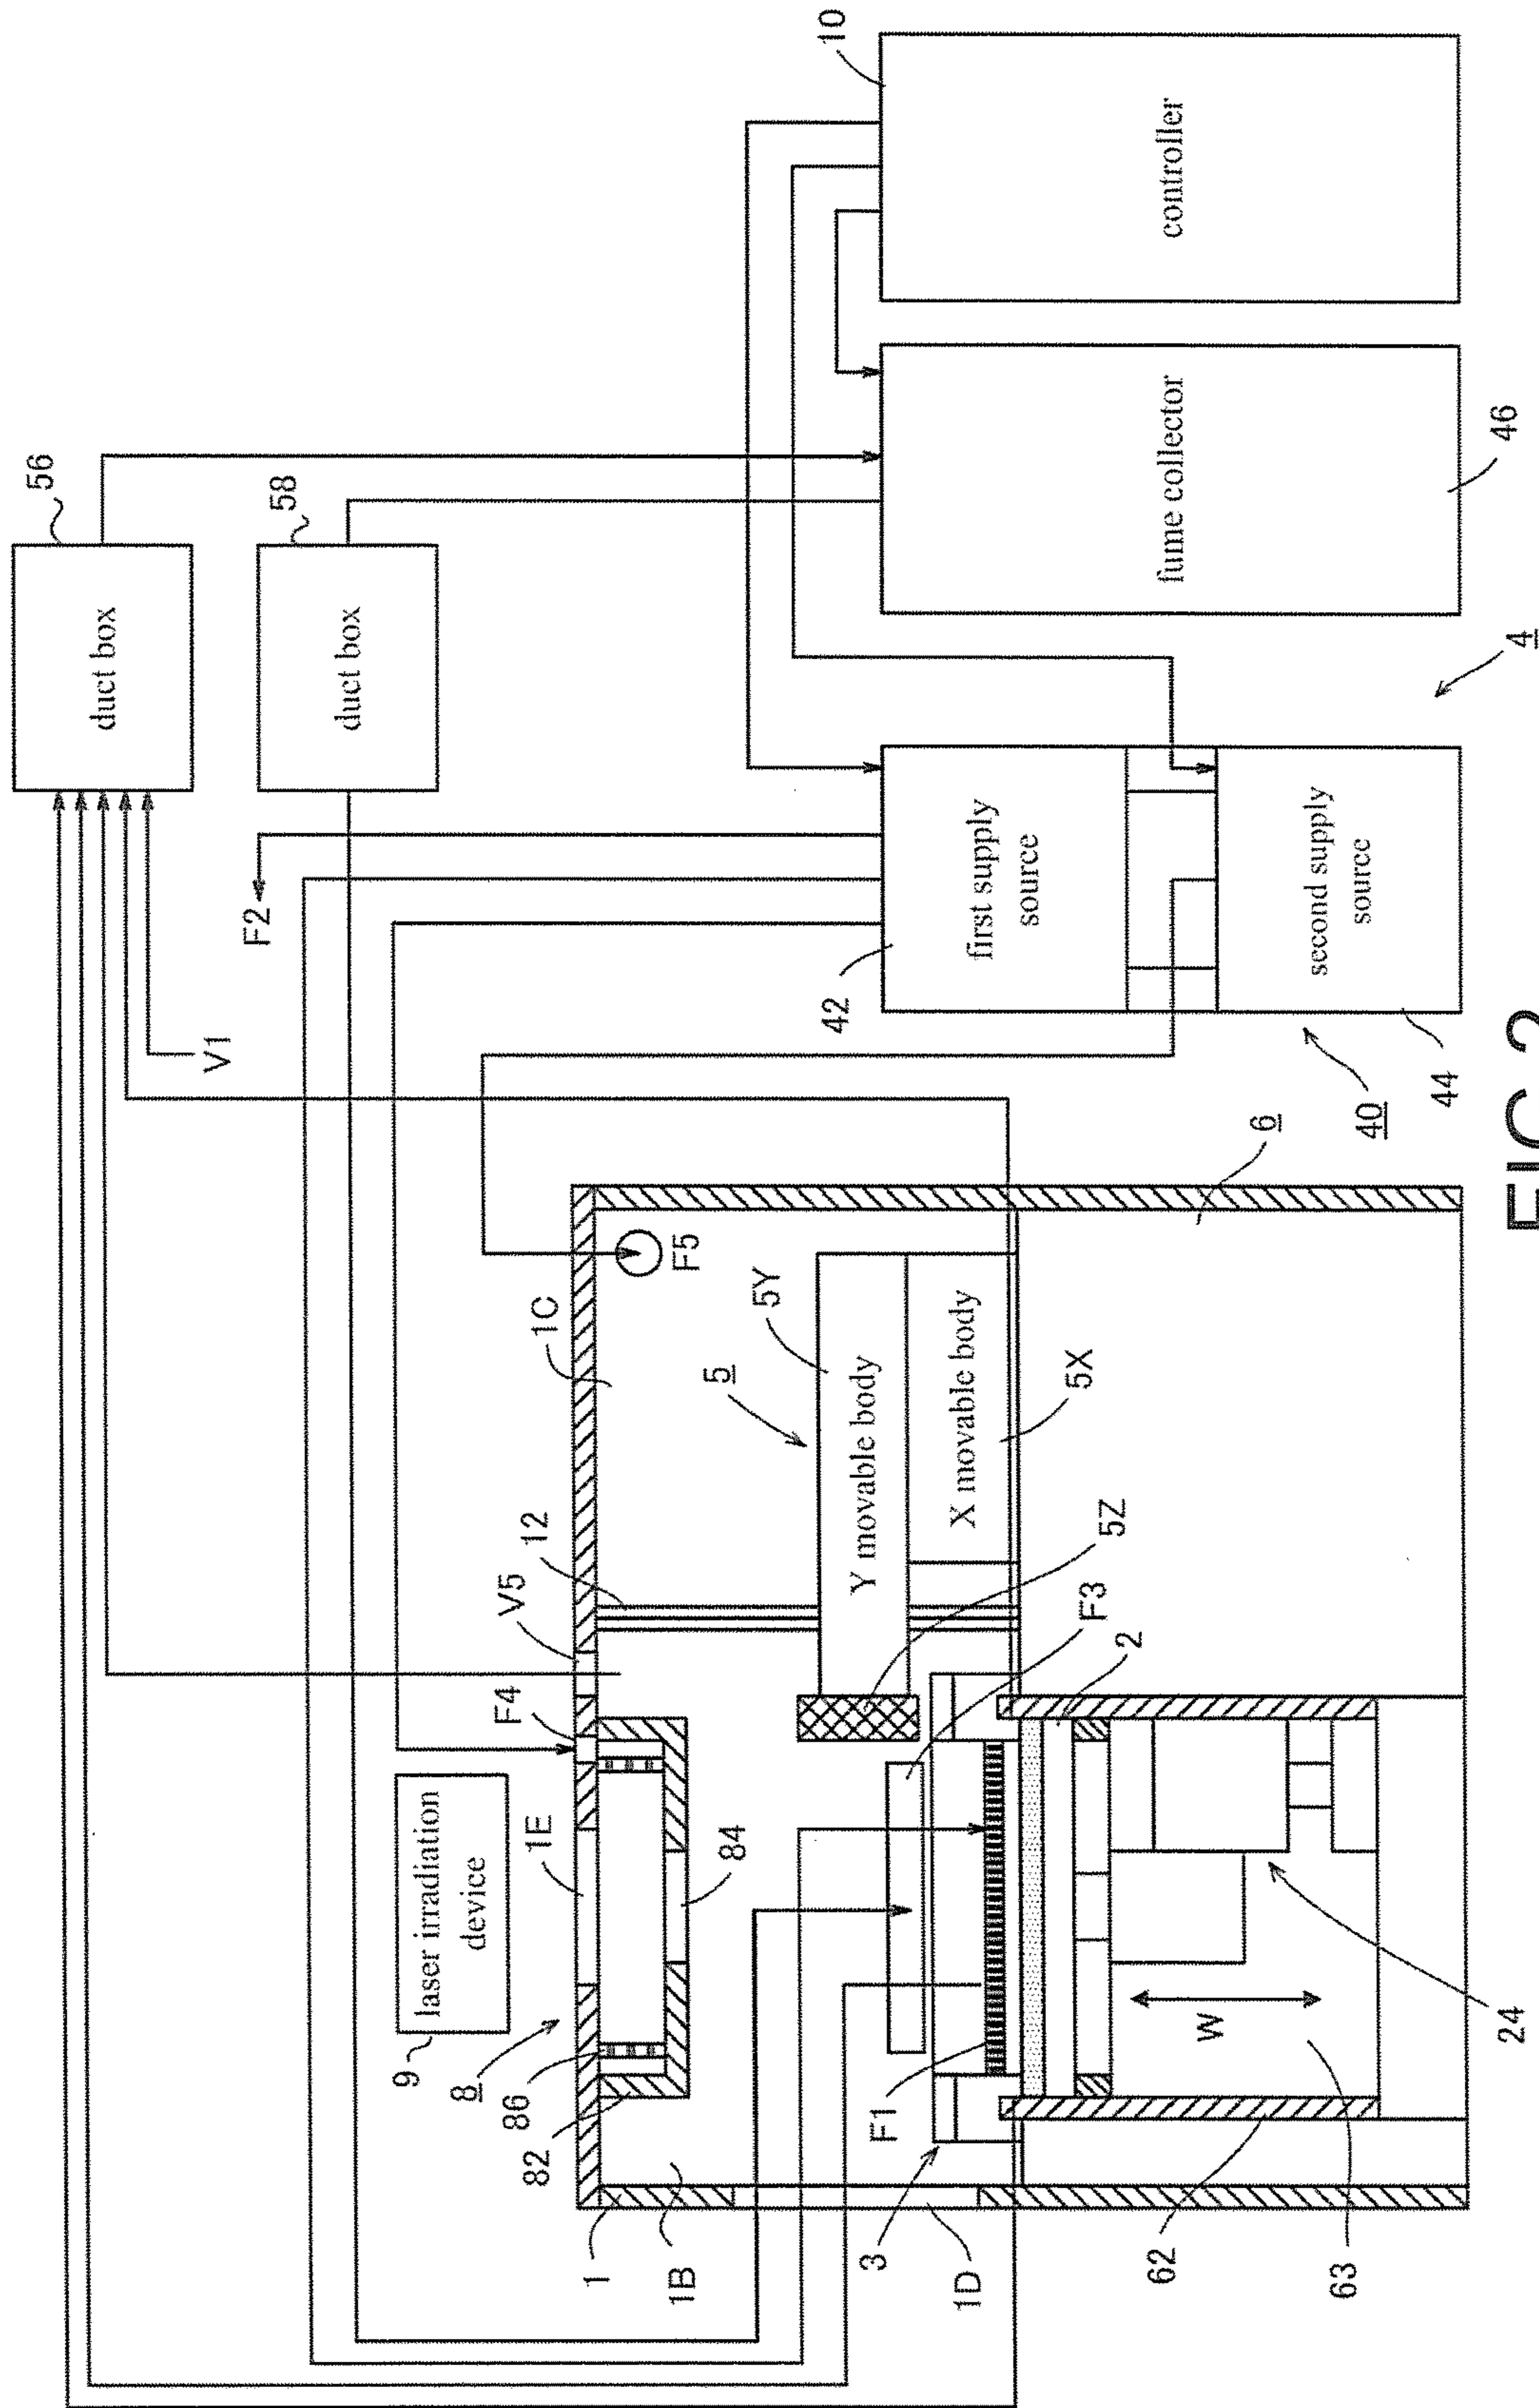 56
duct box
58
duct box
V1
F2
10
controller
fume collector
46
4
42
first supply
source
second supply
source
40
44
9
laser irradiation
device
8
86
82
1
1B
1E
84
F4
V5
12
1C
F5
5
5Y
Y movable body
X movable body
5X
5Z
F3
F1
3
1D
2
6
W
24
62
63
FIG.2